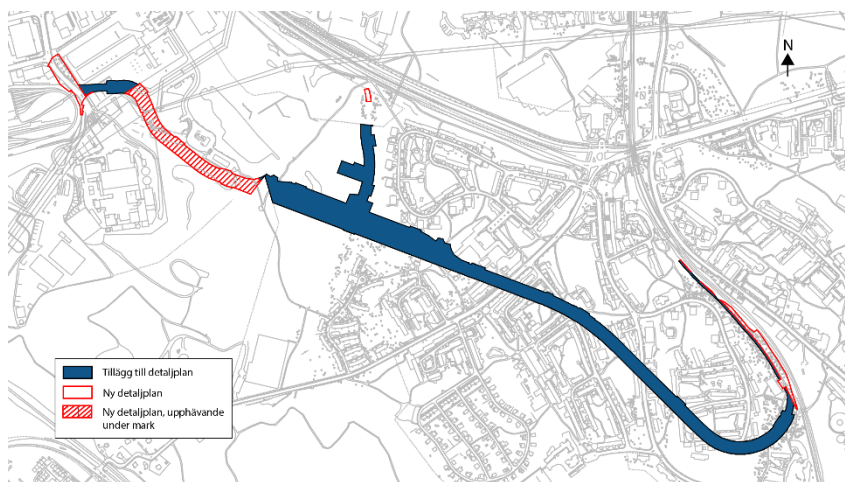 N
Tillägg till detaljplan
Ny detaljplan
Ny detaljplan, upphävande
under mark